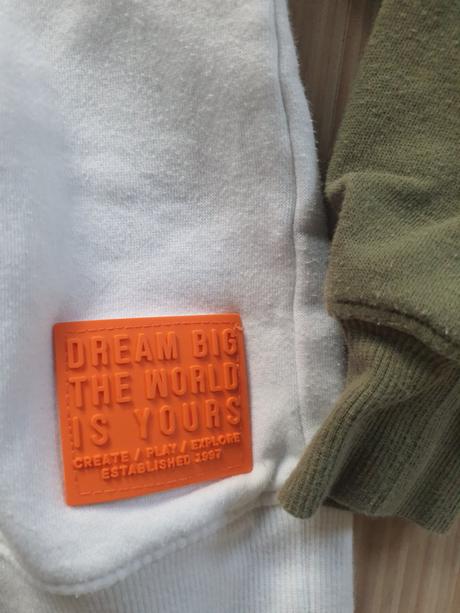 DREAM BIG
THE WORLD
IS YOURS
CREATE / PLAY / EXPLORE
ESTABLISHED 1997